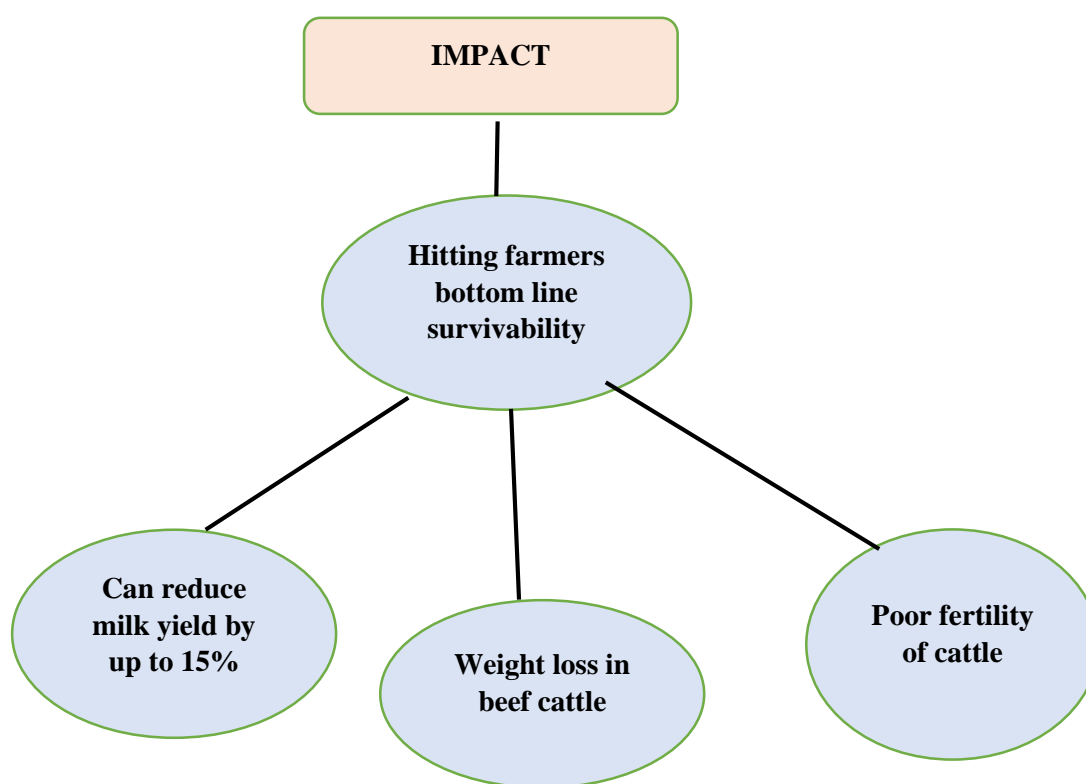 IMPACT
Hitting farmers
bottom line
survivability
Can reduce
milk yield by
up to 15%
Weight loss in
beef cattle
Poor fertility
of cattle